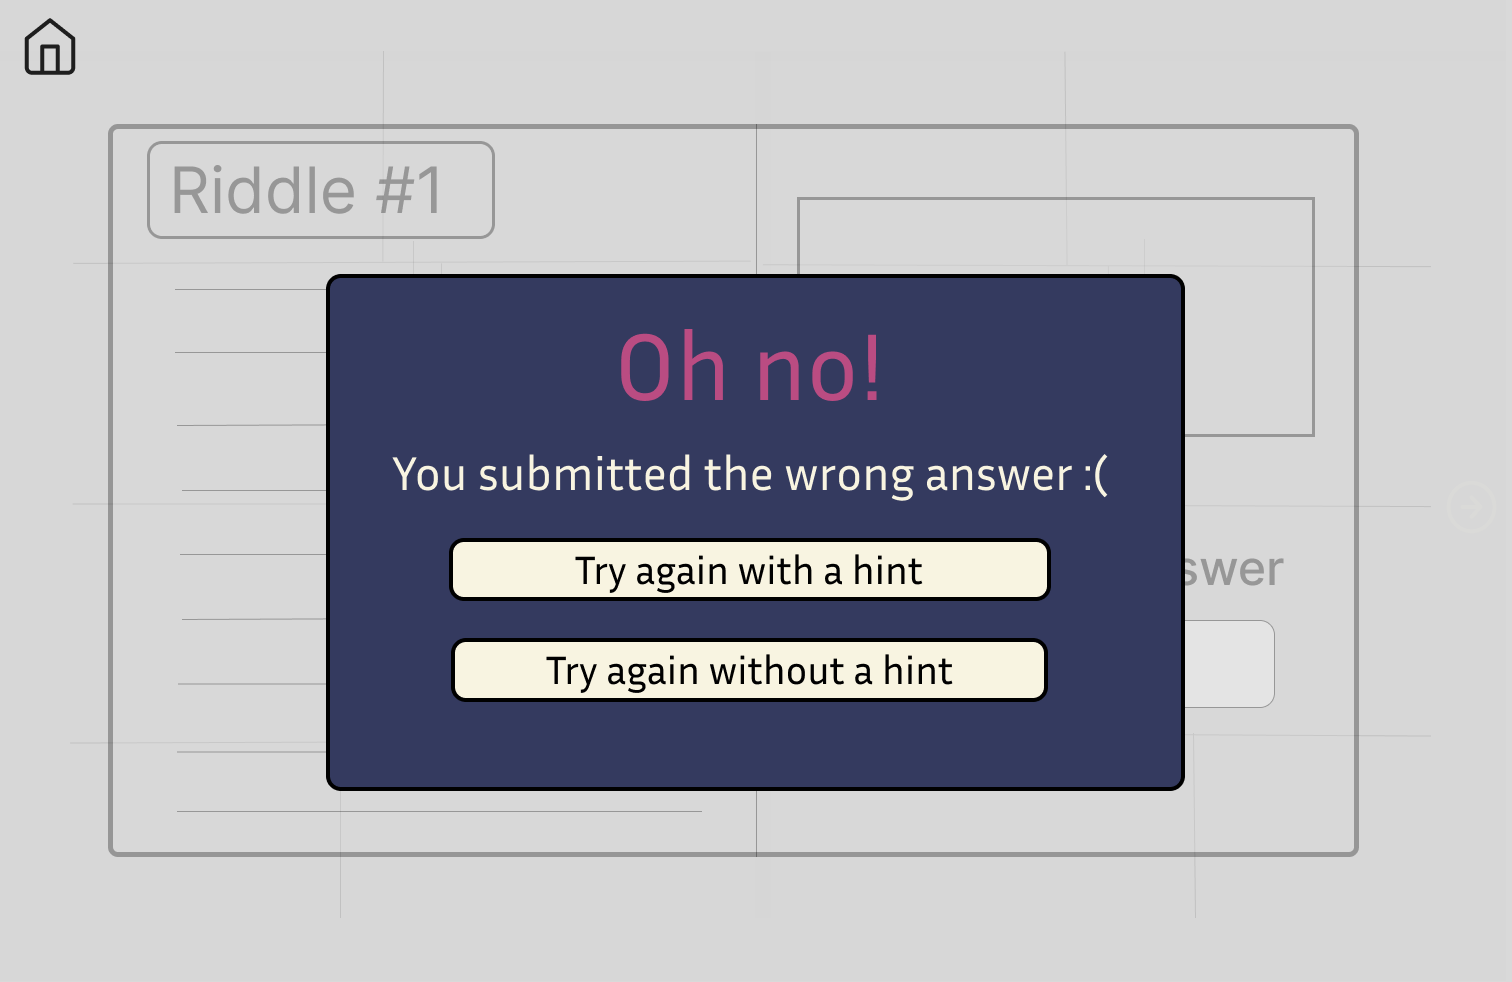 Riddle #1
Oh no!
You submitted the wrong answer :(
Try again with a hint
swer
Try again without a hint